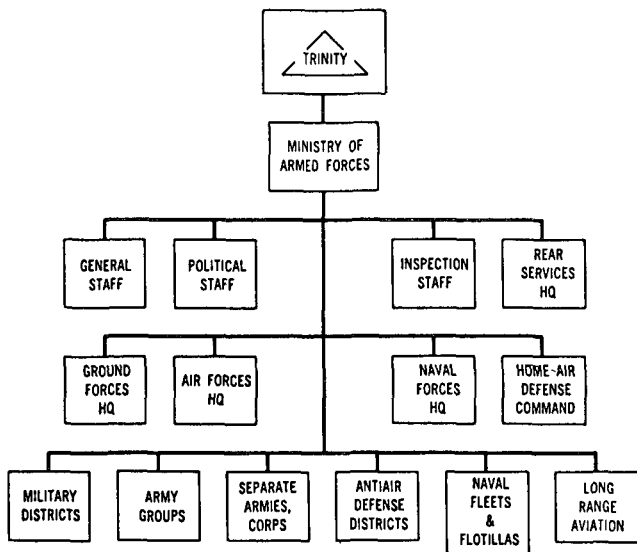 TRINITY
MINISTRY OF
ARMED FORCES
GENERAL
STAFF
POLITICAL
STAFF
INSPECTION
STAFF
REAR
SERVICES
HQ
GROUND
FORCES
HQ
AIR FORCES
HQ
NAVAL
FORCES
HQ
HOME-AIR
DEFENSE
COMMAND
MILITARY
DISTRICTS
ARMY
GROUPS
SEPARATE
ARMIES,
CORPS
ANTIAIR
DEFENSE
DISTRICTS
NAVAL
FLEETS
&
FLOTILLAS
LONG
RANGE
AVIATION